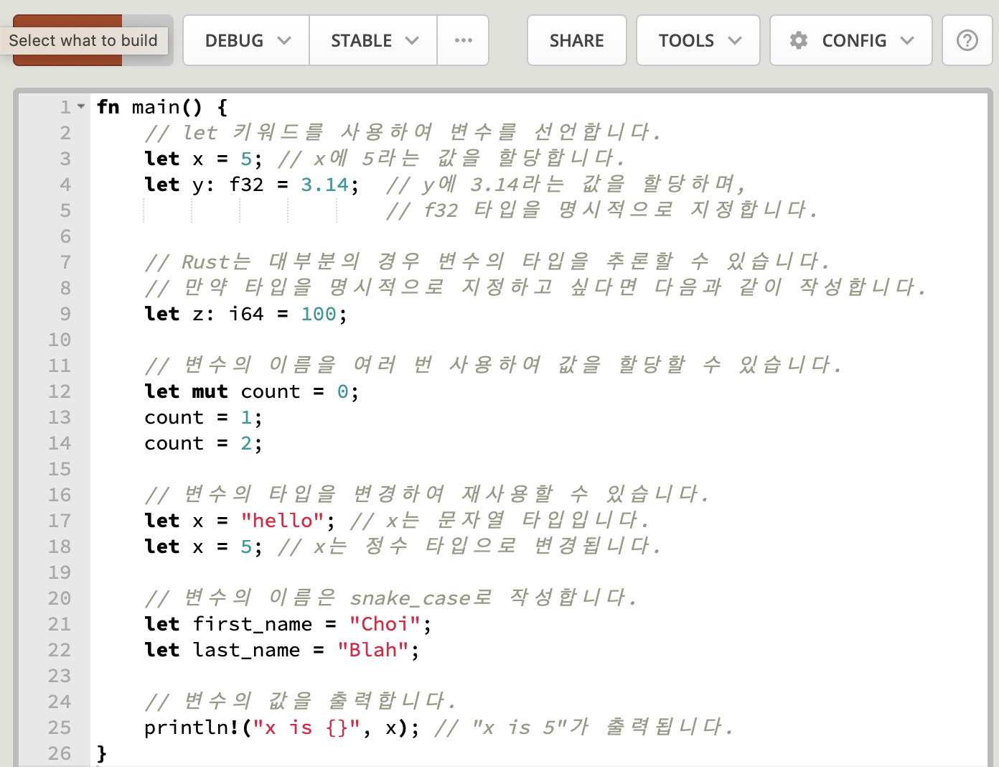 Select what to build
DEBUG
STABLE
...
SHARE
TOOLS
CONFIG
?
1 fn main() {
2     // let 키워드를 사용하여 변수를 선언합니다.
3     let x = 5; // x에 5라는 값을 할당합니다.
4     let y: f32 = 3.14;  // y에 3.14라는 값을 할당하며,
5                         // f32 타입을 명시적으로 지정합니다.
6
7     // Rust는 대부분의 경우 변수의 타입을 추론할 수 있습니다.
8     // 만약 타입을 명시적으로 지정하고 싶다면 다음과 같이 작성합니다.
9     let z: i64 = 100;
10
11     // 변수의 이름을 여러 번 사용하여 값을 할당할 수 있습니다.
12     let mut count = 0;
13     count = 1;
14     count = 2;
15
16     // 변수의 타입을 변경하여 재사용할 수 있습니다.
17     let x = "hello"; // x는 문자열 타입입니다.
18     let x = 5; // x는 정수 타입으로 변경됩니다.
19
20     // 변수의 이름은 snake_case로 작성합니다.
21     let first_name = "Choi";
22     let last_name = "Blah";
23
24     // 변수의 값을 출력합니다.
25     println!("x is {}", x); // "x is 5"가 출력됩니다.
26 }